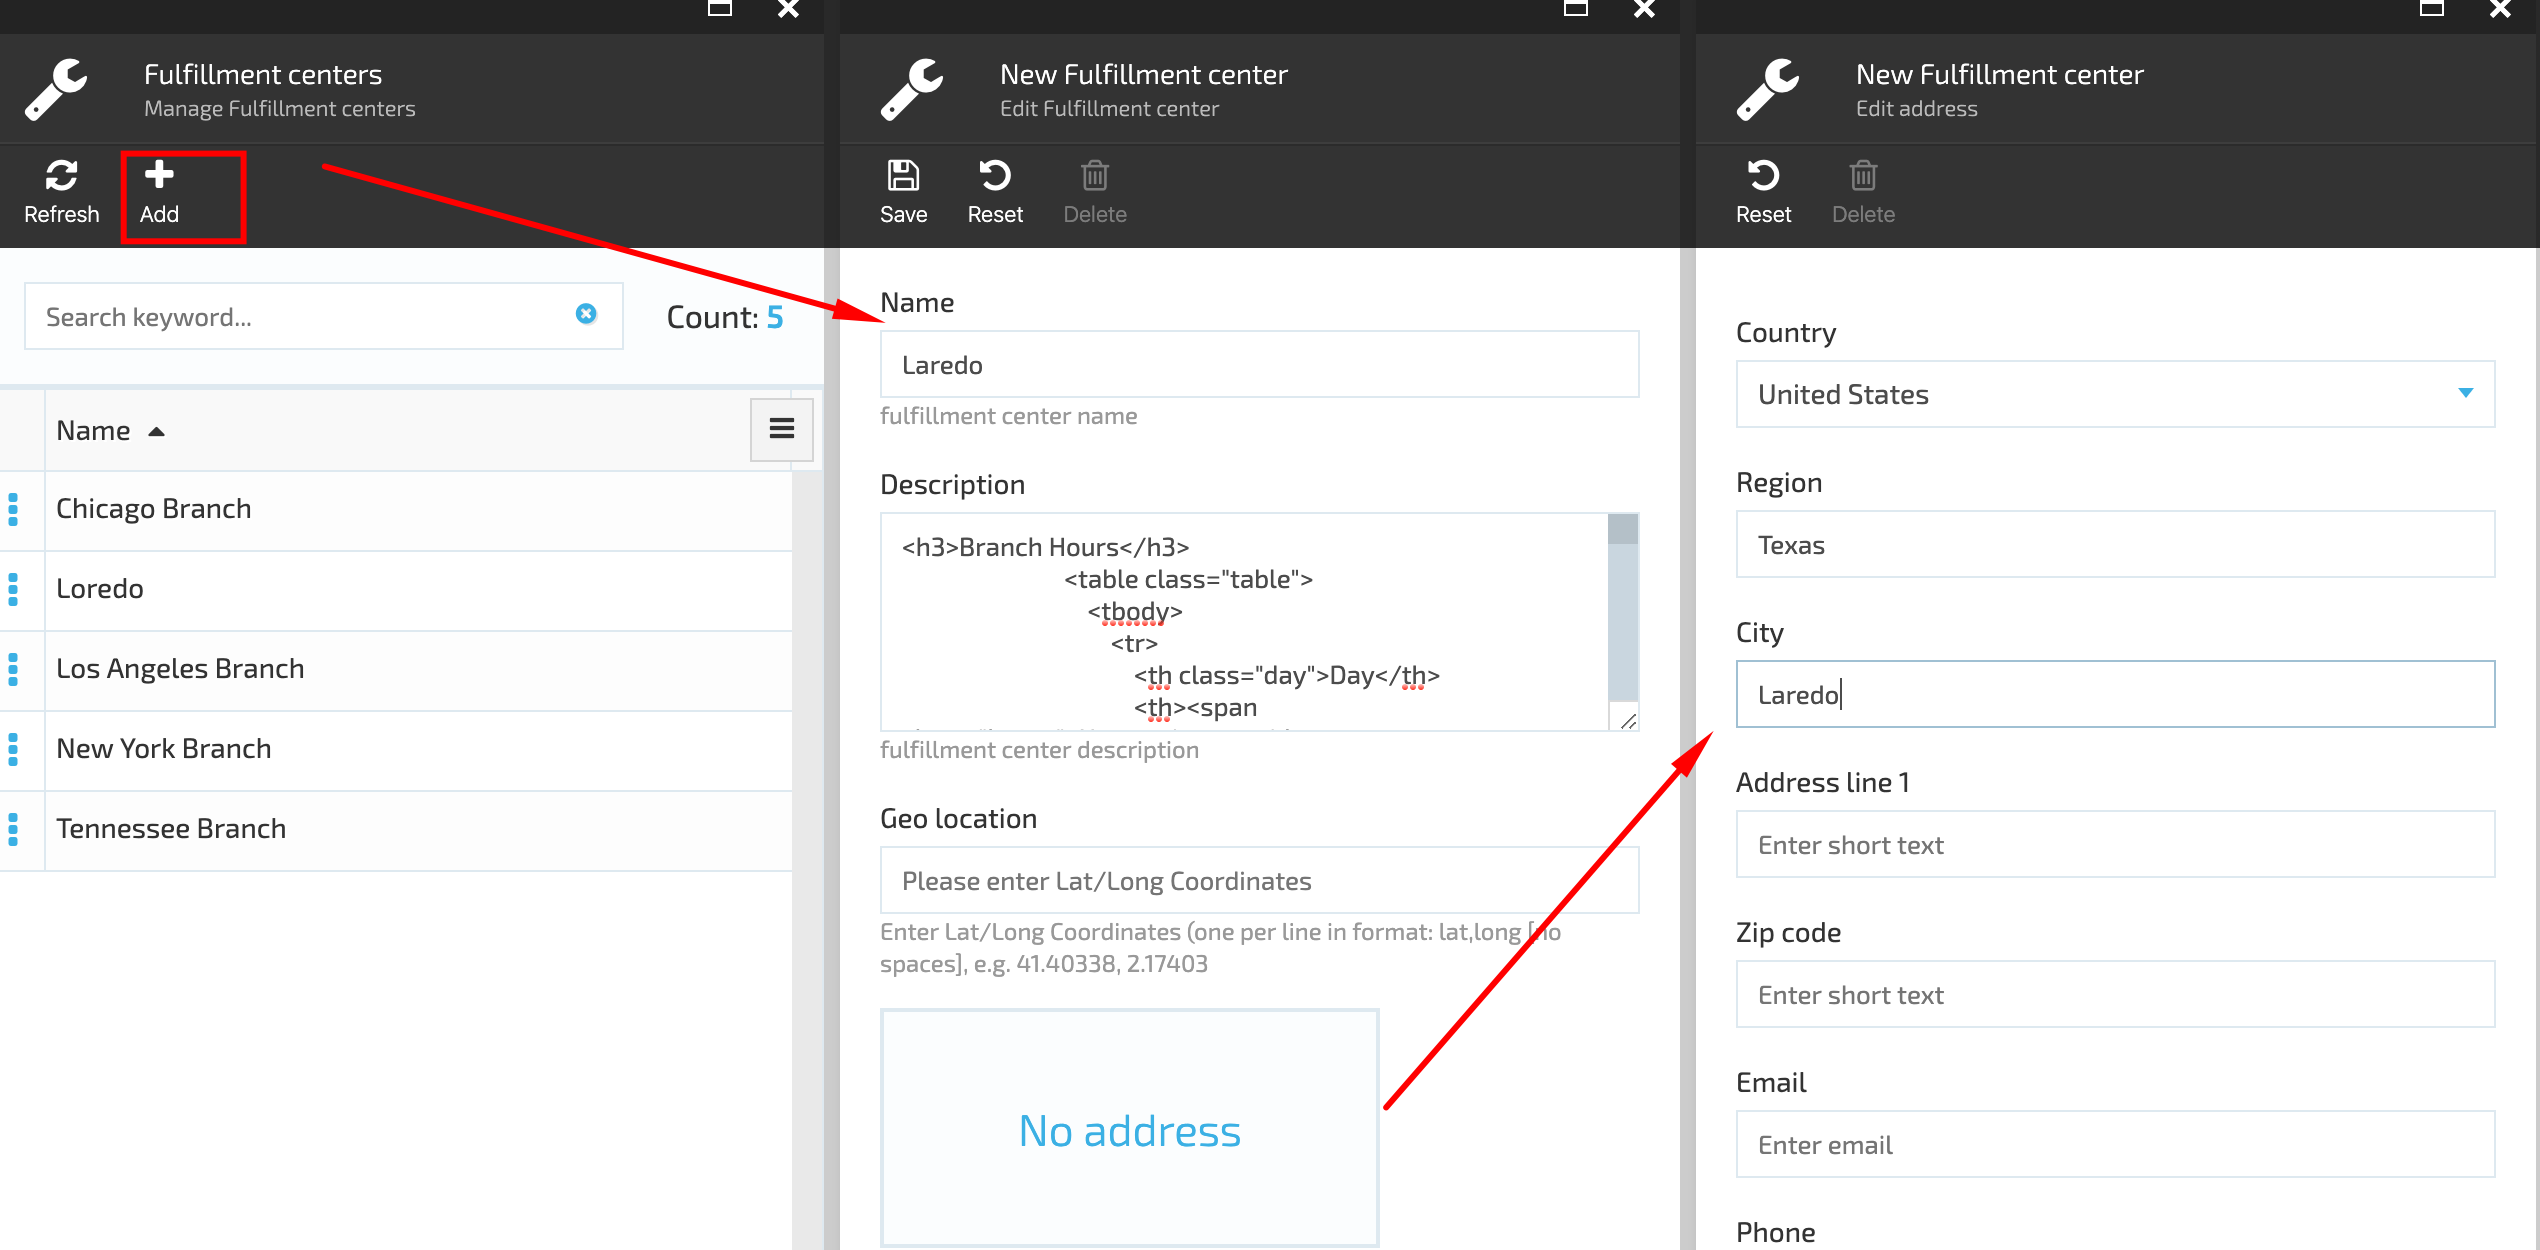 Fulfillment centers
Manage Fulfillment centers
Refresh
Add
Search keyword...
Count: 5
Name
Chicago Branch
Loredo
Los Angeles Branch
New York Branch
Tennessee Branch
New Fulfillment center
Edit Fulfillment center
Save
Reset
Delete
Name
Laredo
fulfillment center name
Description
<h3>Branch Hours</h3>
<table class="table">
<tbody>
<tr>
<th class="day">Day</th>
<th><span
fulfillment center description
Geo location
Please enter Lat/Long Coordinates
Enter Lat/Long Coordinates (one per line in format: lat,long [no
spaces], e.g. 41.40338, 2.17403
No address
New Fulfillment center
Edit address
Reset
Delete
Country
United States
Region
Texas
City
Laredo
Address line 1
Enter short text
Zip code
Enter short text
Email
Enter email
Phone